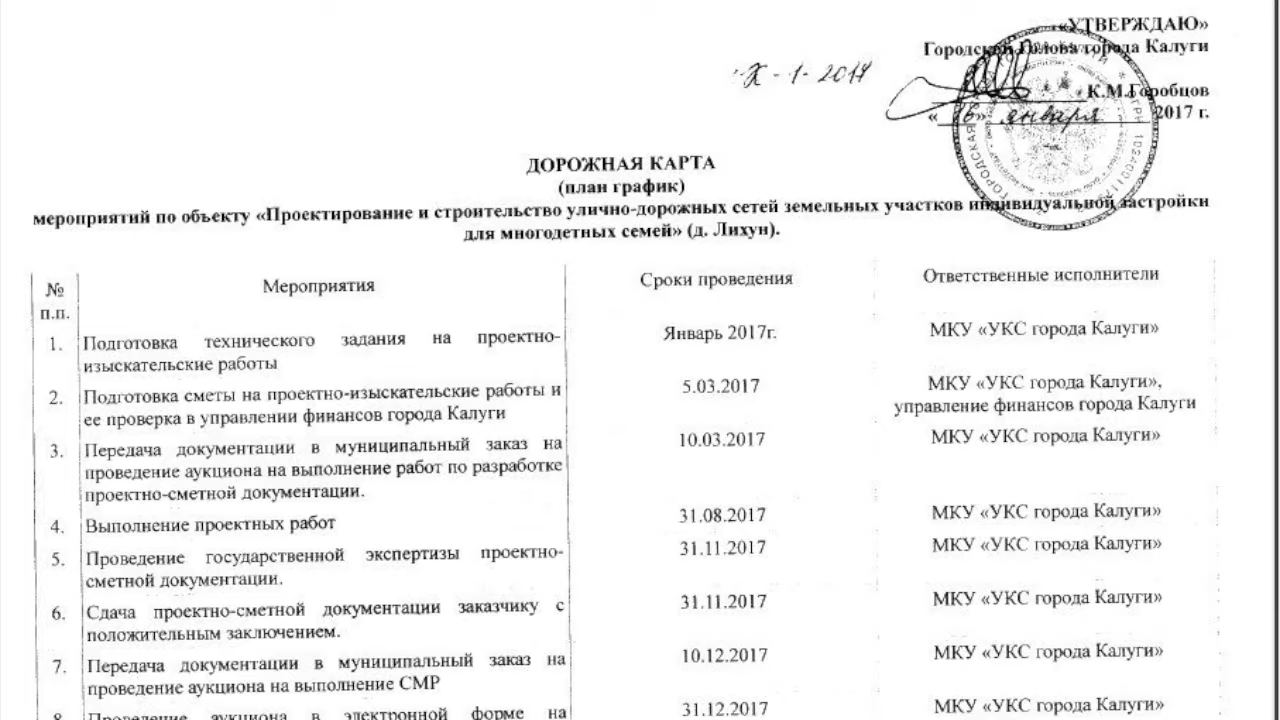 «УТВЕРЖДАЮ»
Городской Голова города Калуги
К.М.Горобцов
«16» января 2017 г.
ДОРОЖНАЯ КАРТА
(план график)
мероприятий по объекту «Проектирование и строительство улично-дорожных сетей земельных участков индивидуальной застройки
для многодетных семей» (д. Лихун).
№ п.п. Мероприятия Сроки проведения Ответственные исполнители
1. Подготовка технического задания на проектно- Январь 2017г. МКУ «УКС города Калуги»
изыскательские работы
2. Подготовка сметы на проектно-изыскательские работы и 5.03.2017 МКУ «УКС города Калуги»,
ее проверка в управлении финансов города Калуги управление финансов города Калуги
3. Передача документации в муниципальный заказ на 10.03.2017 МКУ «УКС города Калуги»
проведение аукциона на выполнение работ по разработке
проектно-сметной документации.
4. Выполнение проектных работ 31.08.2017 МКУ «УКС города Калуги»
5. Проведение государственной экспертизы проектно- 31.11.2017 МКУ «УКС города Калуги»
сметной документации.
6. Сдача проектно-сметной документации заказчику с 31.11.2017 МКУ «УКС города Калуги»
положительным заключением.
7. Передача документации в муниципальный заказ на 10.12.2017 МКУ «УКС города Калуги»
проведение аукциона на выполнение СМР
8. Проведение аукциона в электронной форме на 31.12.2017 МКУ «УКС города Калуги»